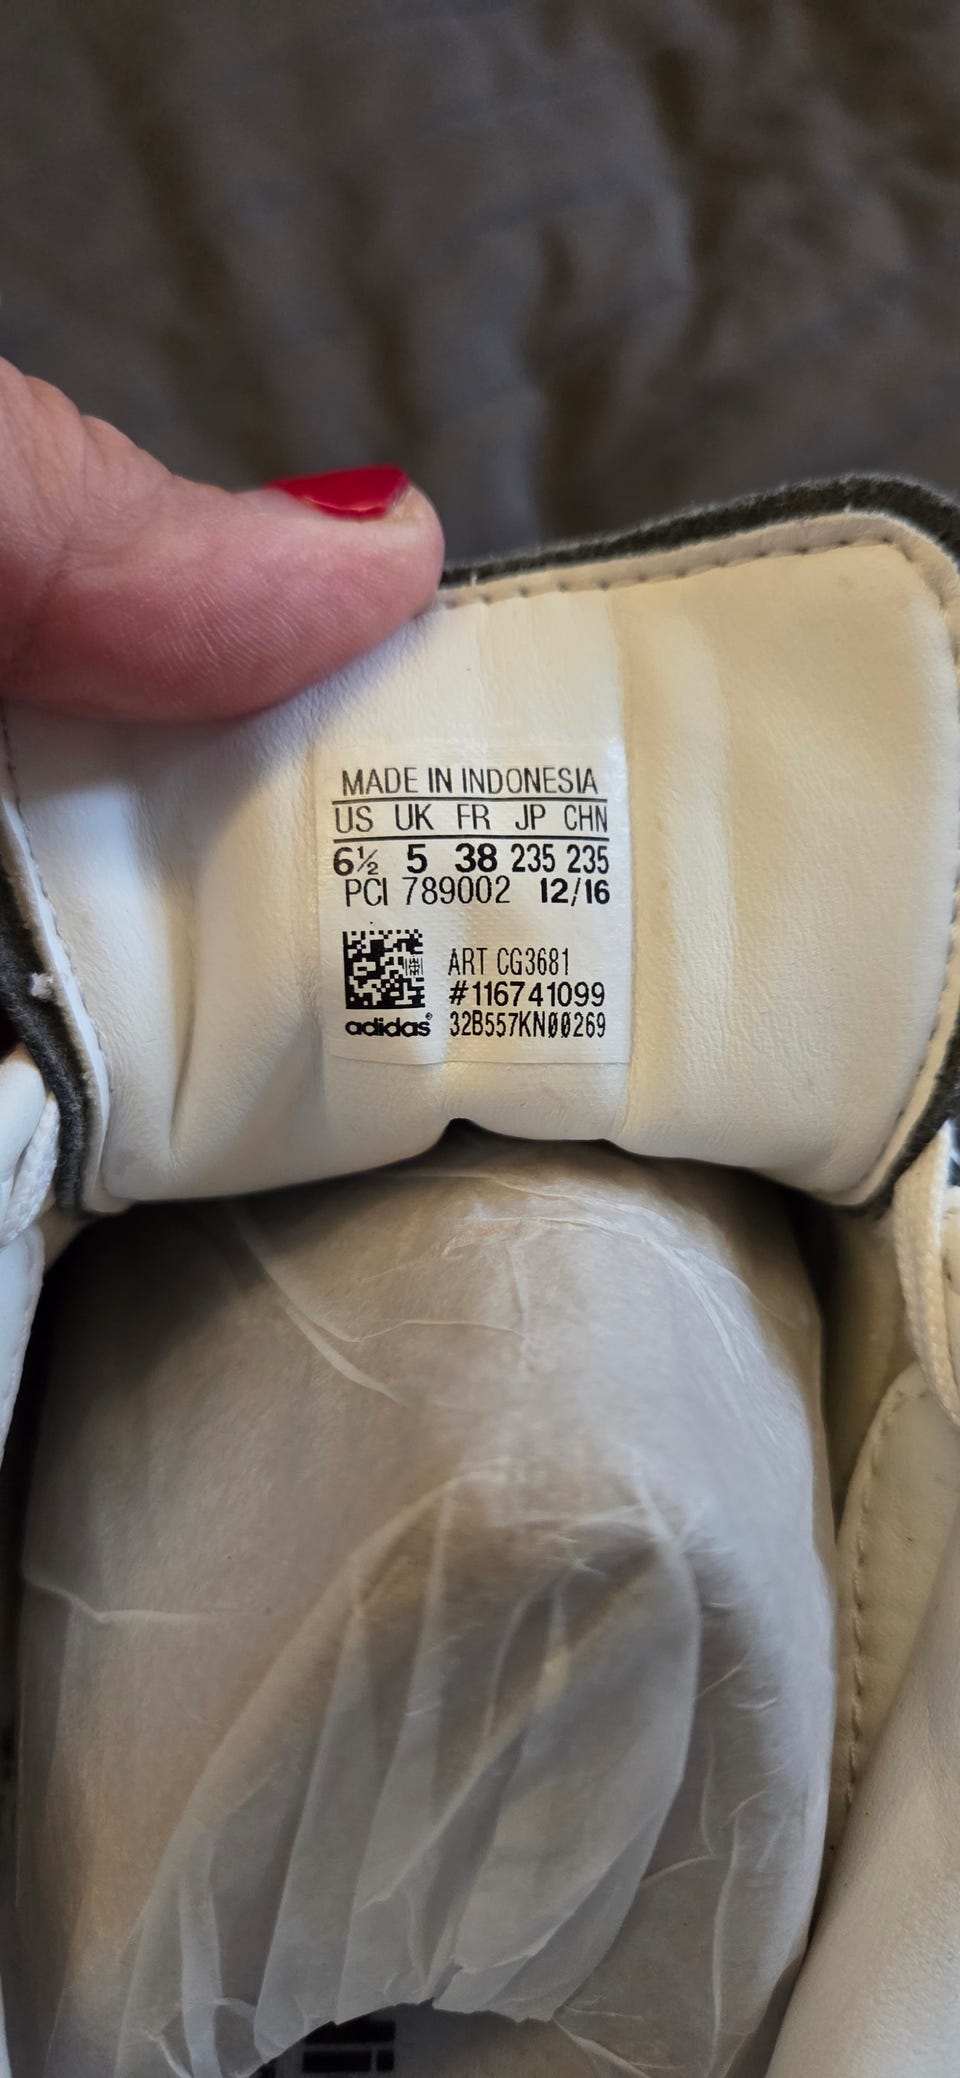 MADE IN INDONESIA
US UK FR JP CHN
6½ 5 38 235 235
PCI 789002 12/16
ART CG3681
#116741099
adidas® 32B557KN00269